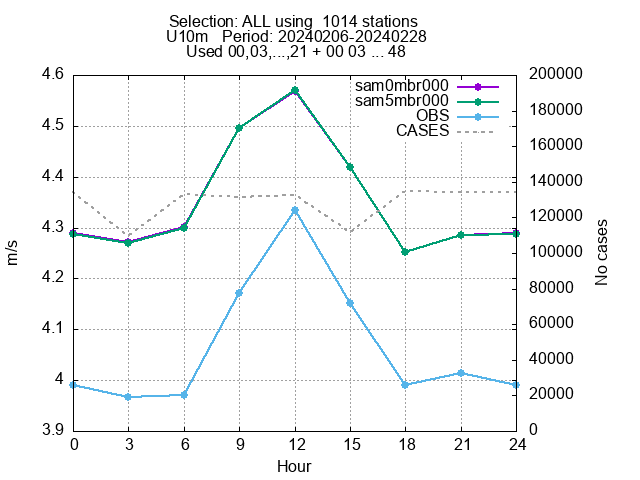 Selection: ALL using  1014 stations
U10m   Period: 20240206-20240228
Used 00,03,...,21 + 00 03 ... 48
sam0mbr000
sam5mbr000
OBS
CASES
4.6
4.5
4.4
4.3
4.2
4.1
4
3.9
m/s
200000
180000
160000
140000
120000
100000
80000
60000
40000
20000
0
No cases
0 3 6 9 12 15 18 21 24
Hour